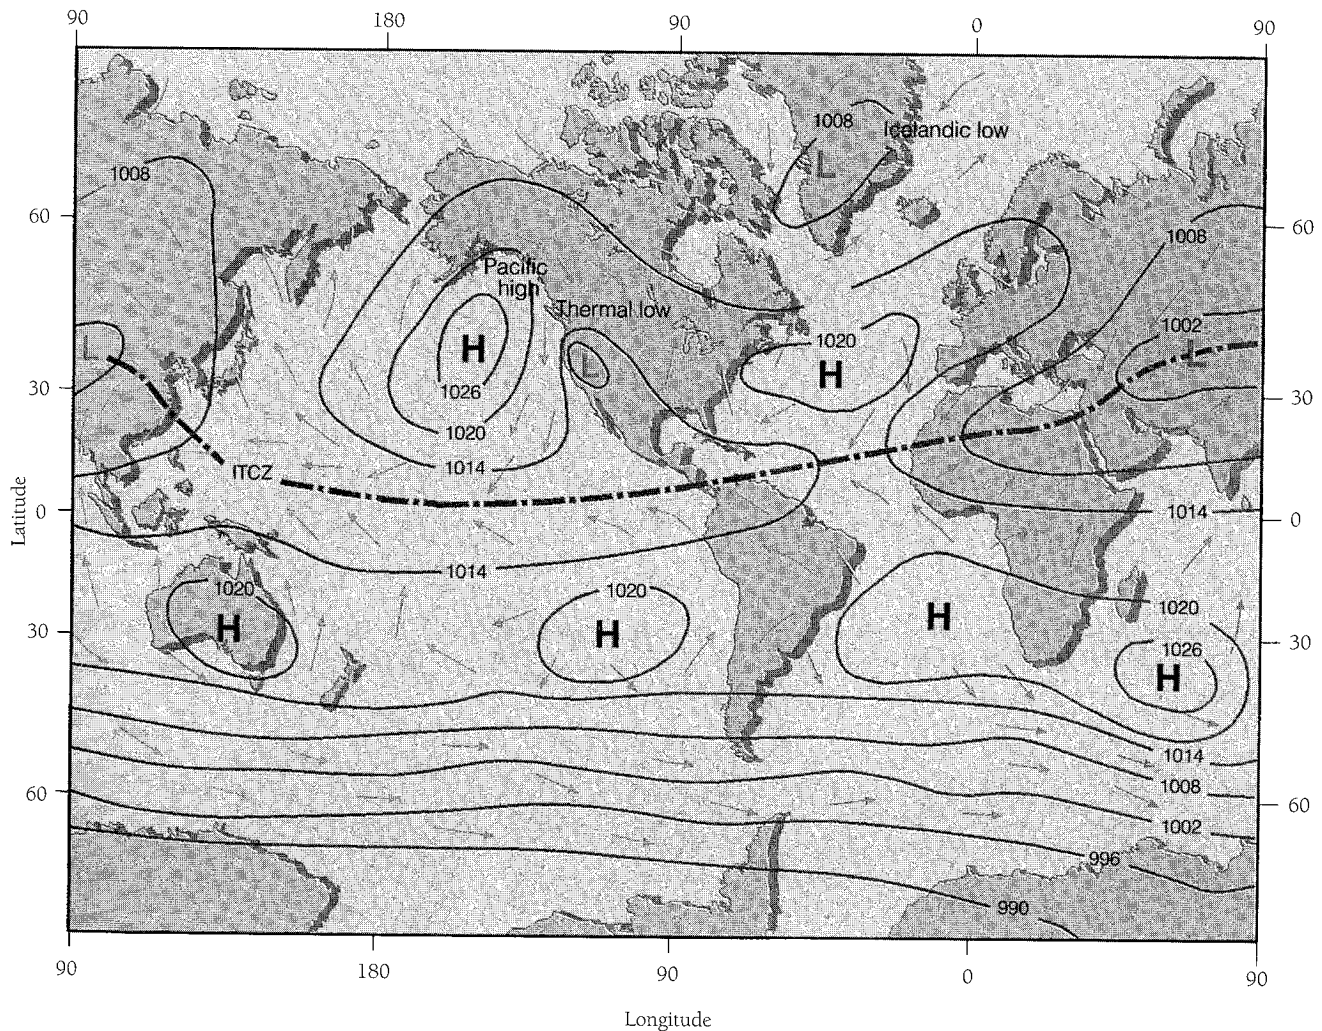 90 180 90 0 90
1008 Icelandic low
L
1008
60 60
1008
Pacific
high
Thermal low
1002
1020
L H L H L
30 1026 30
1020
1014
ITCZ
Latitude
0 1014 0
1014
1020 1020
1020
H H H
30 1026 30
H
1014
1008
60 60
1002
996
990
90 180 90 0 90
Longitude